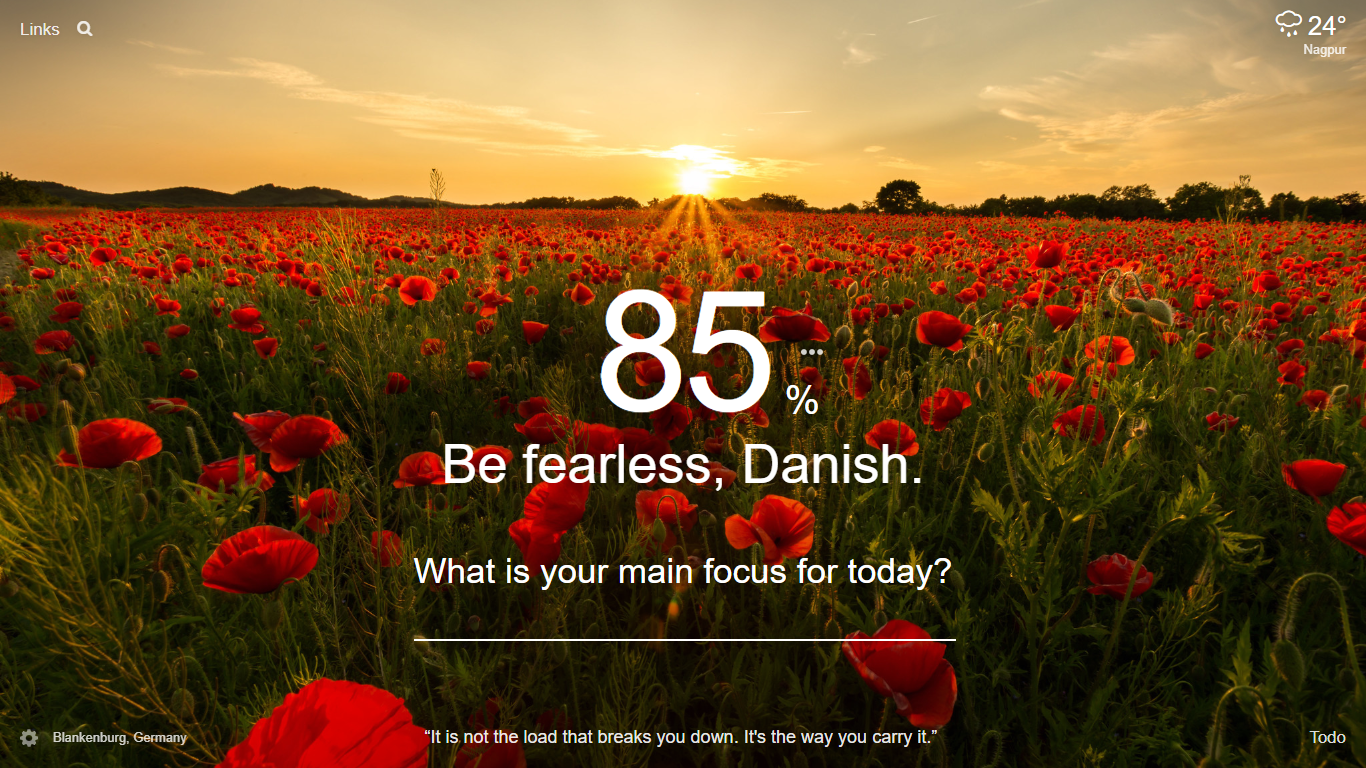 Links
24°
Nagpur
85 %
Be fearless, Danish.
What is your main focus for today?
Blankenburg, Germany
“It is not the load that breaks you down. It's the way you carry it.”
Todo